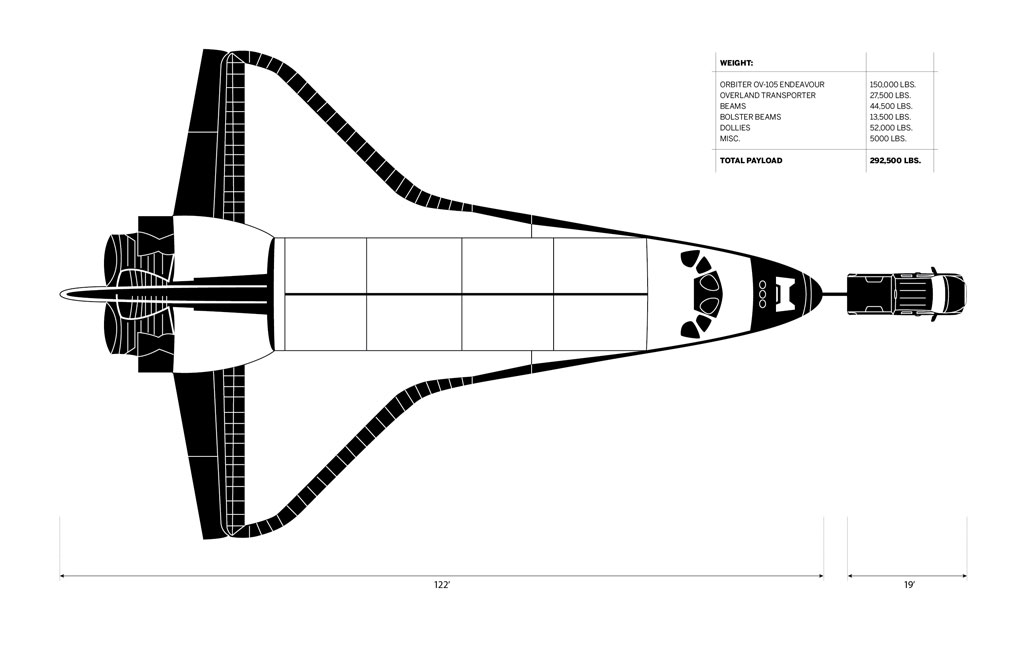 WEIGHT:
ORBITER OV-105 ENDEAVOUR 150,000 LBS.
OVERLAND TRANSPORTER 27,500 LBS.
BEAMS 44,500 LBS.
BOLSTER BEAMS 13,500 LBS.
DOLLIES 52,000 LBS.
MISC. 5000 LBS.
TOTAL PAYLOAD 292,500 LBS.
122’ 19’